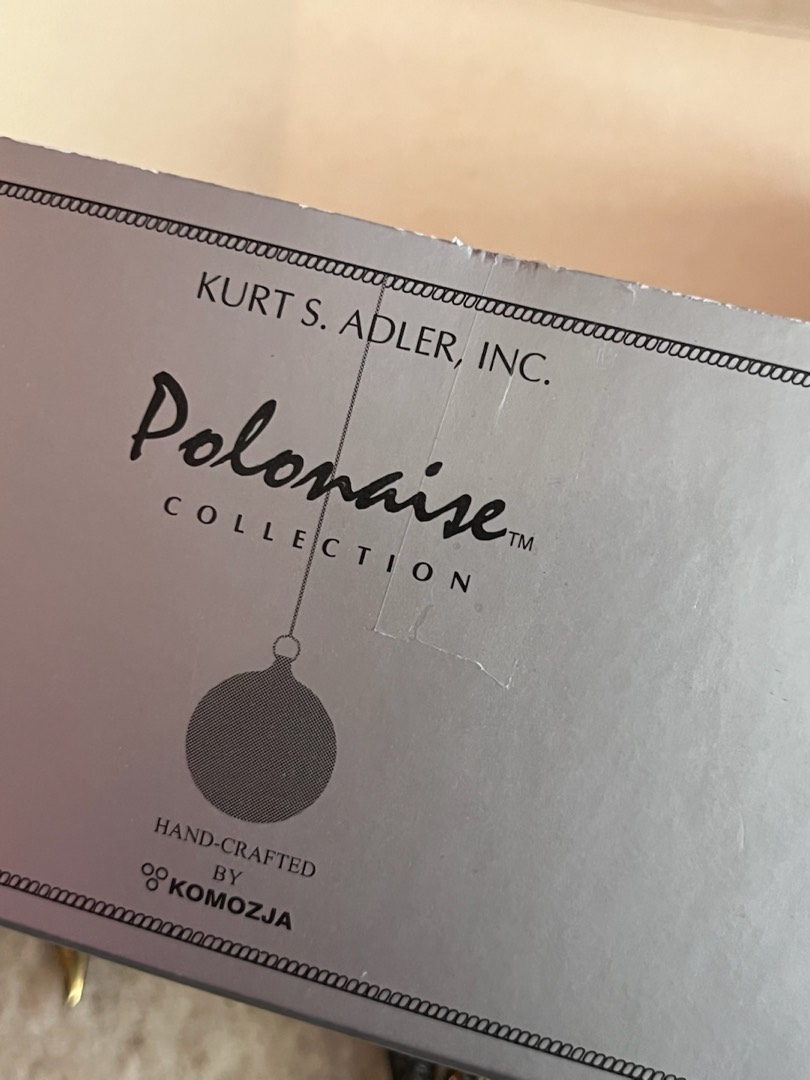 KURT S. ADLER, INC.
Polonaise™
COLLECTION
HAND-CRAFTED
BY
KOMOZJA